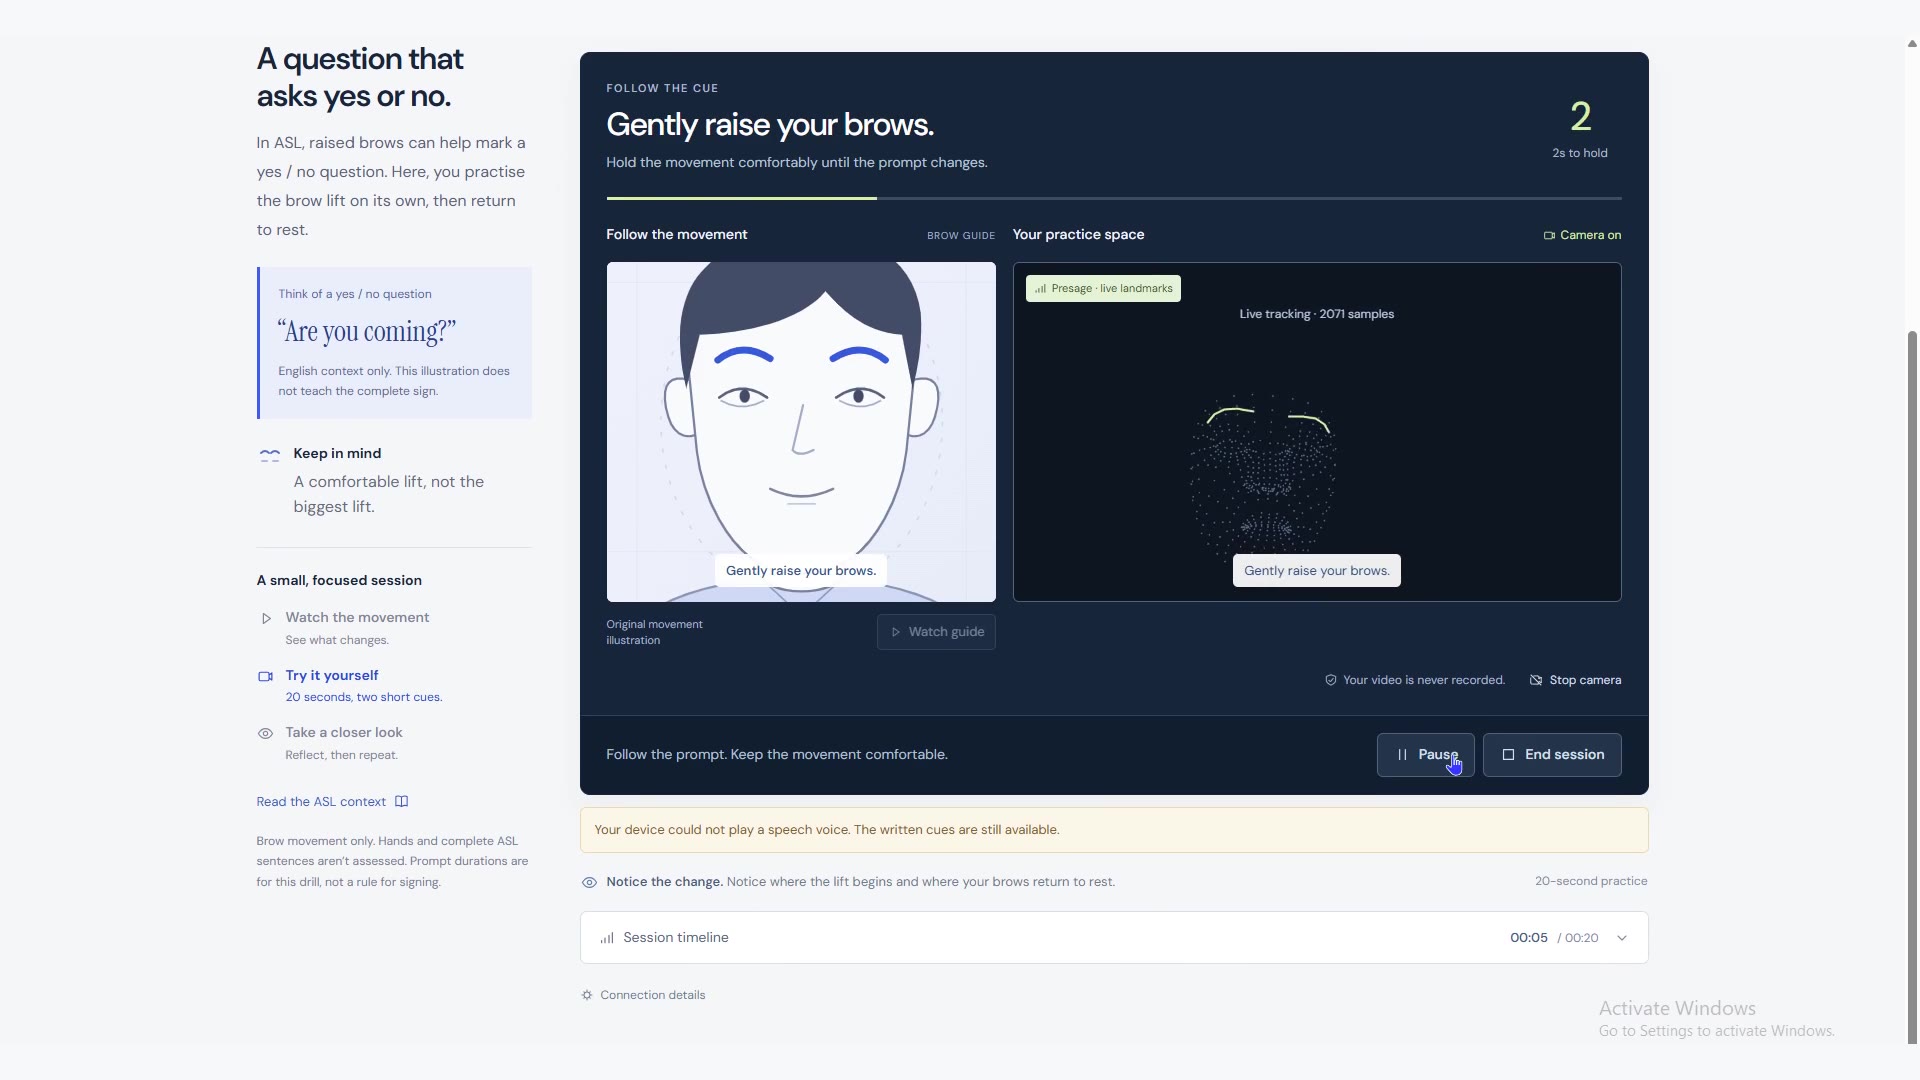 A question that
asks yes or no.
In ASL, raised brows can help mark a
yes / no question. Here, you practise
the brow lift on its own, then return
to rest.
Think of a yes / no question
“Are you coming?”
English context only. This illustration does
not teach the complete sign.
Keep in mind
A comfortable lift, not the
biggest lift.
A small, focused session
Watch the movement
See what changes.
Try it yourself
20 seconds, two short cues.
Take a closer look
Reflect, then repeat.
Read the ASL context
Brow movement only. Hands and complete ASL
sentences aren’t assessed. Prompt durations are
for this drill, not a rule for signing.
FOLLOW THE CUE
Gently raise your brows.
Hold the movement comfortably until the prompt changes.
2
2s to hold
Follow the movement
BROW GUIDE
Gently raise your brows.
Original movement
illustration
Watch guide
Your practice space
Camera on
Presage · live landmarks
Live tracking · 2071 samples
Gently raise your brows.
Your video is never recorded.
Stop camera
Follow the prompt. Keep the movement comfortable.
Pause
End session
Your device could not play a speech voice. The written cues are still available.
Notice the change. Notice where the lift begins and where your brows return to rest.
20-second practice
Session timeline
00:05 / 00:20
Connection details
Activate Windows
Go to Settings to activate Windows.